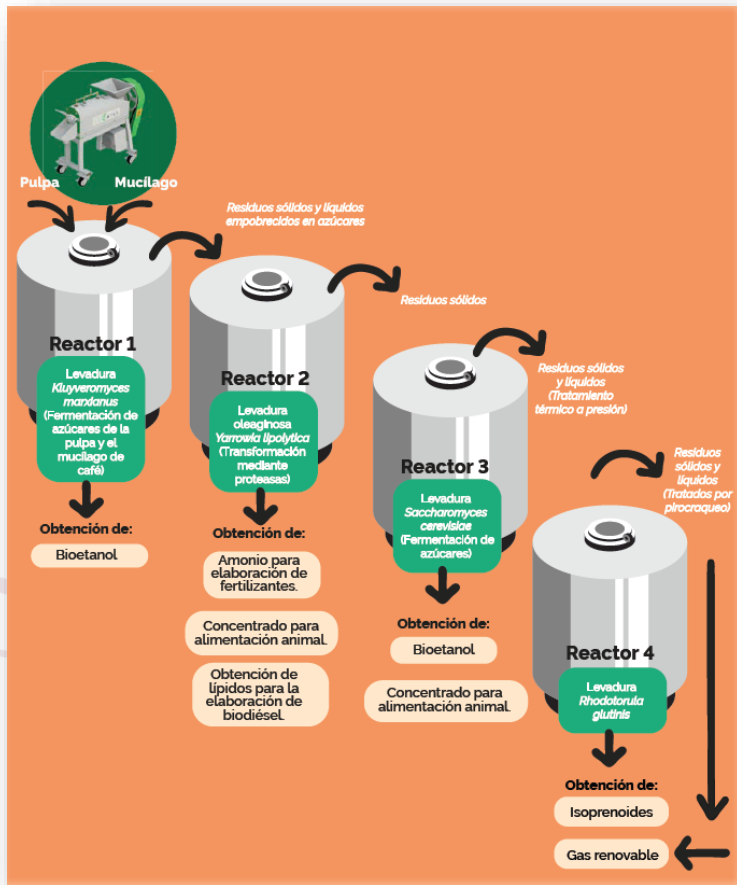 Pulpa
Mucílago
Residuos sólidos y líquidos
empobrecidos en azúcares
Reactor 1
Levadura
Kluyveromyces
marxianus
(Fermentación de
azúcares de la
pulpa y el
mucílago de
café)
Obtención de:
Bioetanol
Residuos sólidos
Reactor 2
Levadura
oleaginosa
Yarrowia lipolytica
(Transformación
mediante
proteasas)
Obtención de:
Amonio para
elaboración de
fertilizantes.
Concentrado para
alimentación animal.
Obtención de
lípidos para la
elaboración de
biodiésel.
Residuos sólidos
y líquidos
(Tratamiento
térmico a presión)
Reactor 3
Levadura
Saccharomyces
cerevisiae
(Fermentación de
azúcares)
Obtención de:
Bioetanol
Concentrado para
alimentación animal.
Residuos
sólidos y
líquidos
(Tratados por
pirocraqueo)
Reactor 4
Levadura
Rhodotorula
glutinis
Obtención de:
Isoprenoides
Gas renovable